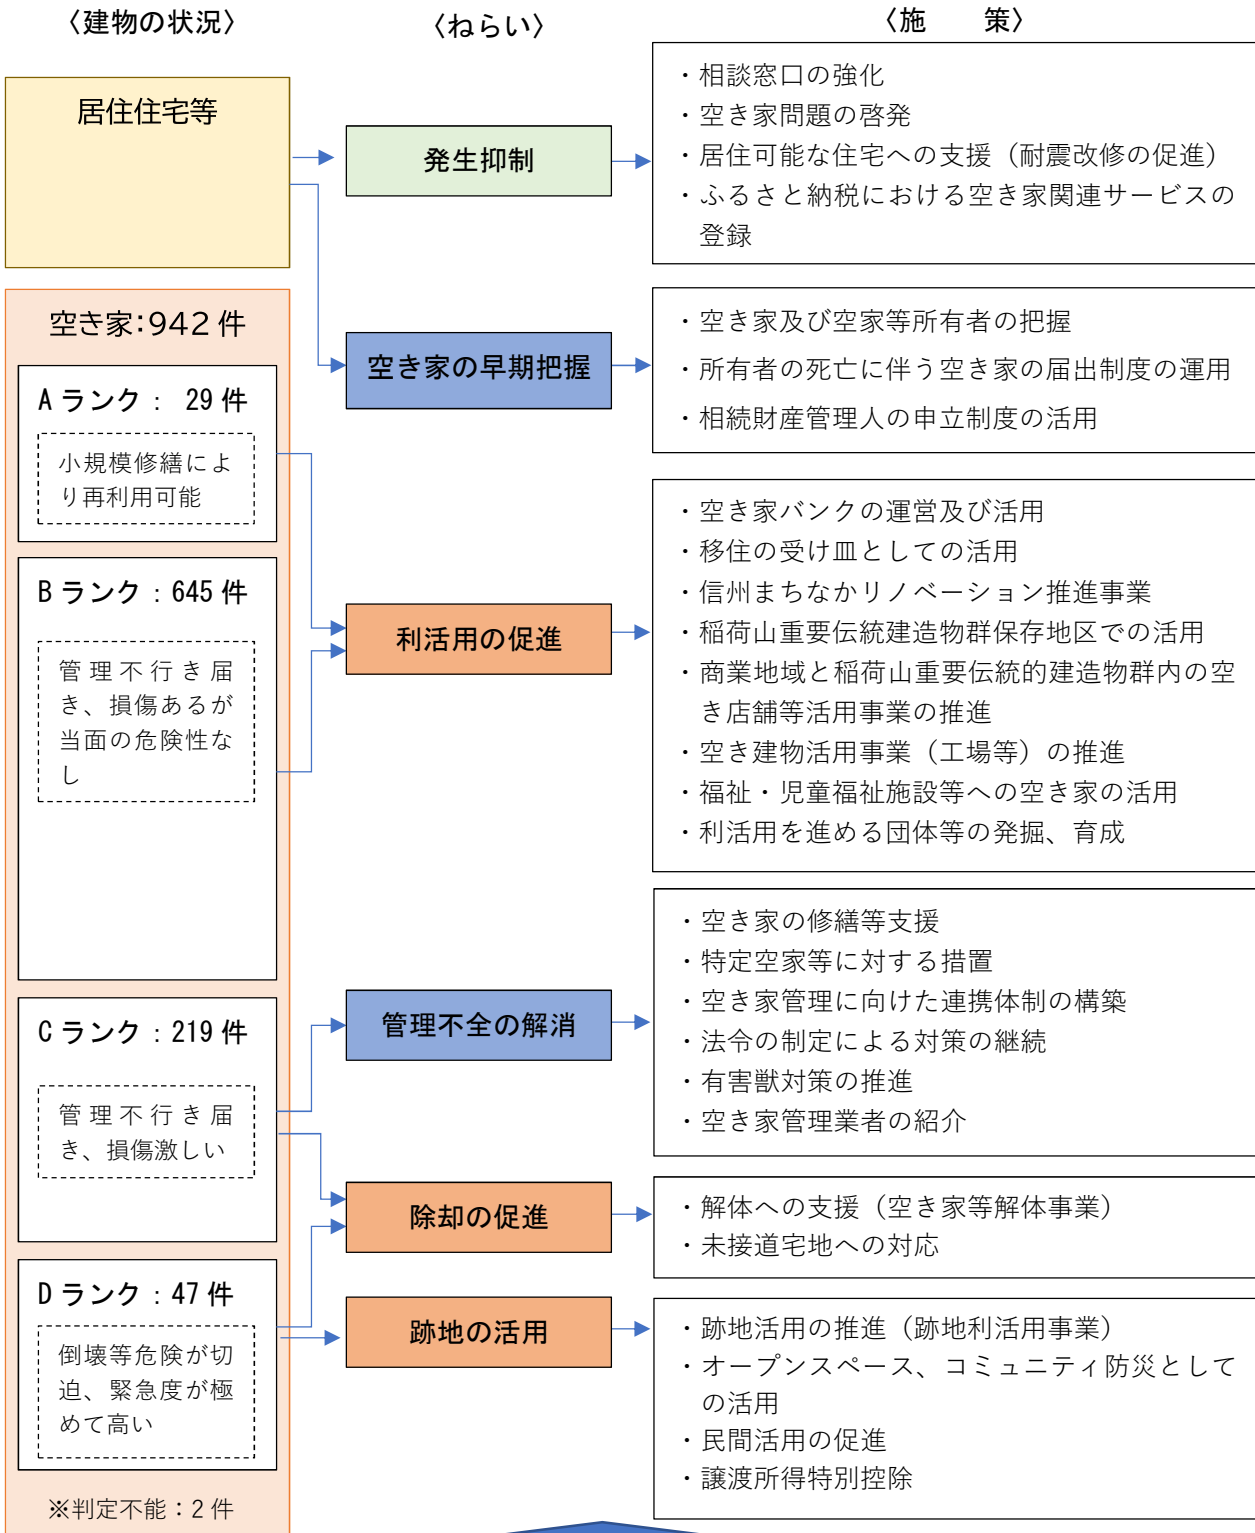 〈建物の状況〉
〈ねらい〉
〈施　　策〉
居住住宅等
発生抑制
・相談窓口の強化
・空き家問題の啓発
・居住可能な住宅への支援（耐震改修の促進）
・ふるさと納税における空き家関連サービスの
登録
空き家：942 件
空き家の早期把握
・空き家及び空家等所有者の把握
・所有者の死亡に伴う空き家の届出制度の運用
・相続財産管理人の申立制度の活用
A ランク： 29 件
小規模修繕によ
り再利用可能
B ランク：645 件
管理不行き届
き、損傷あるが
当面の危険性な
し
利活用の促進
・空き家バンクの運営及び活用
・移住の受け皿としての活用
・信州まちなかリノベーション推進事業
・稲荷山重要伝統建造物群保存地区での活用
・商業地域と稲荷山重要伝統的建造物群内の空
き店舗等活用事業の推進
・空き建物活用事業（工場等）の推進
・福祉・児童福祉施設等への空き家の活用
・利活用を進める団体等の発掘、育成
C ランク：219 件
管理不行き届
き、損傷激しい
管理不全の解消
・空き家の修繕等支援
・特定空家等に対する措置
・空き家管理に向けた連携体制の構築
・法令の制定による対策の継続
・有害獣対策の推進
・空き家管理業者の紹介
除却の促進
・解体への支援（空き家等解体事業）
・未接道宅地への対応
D ランク：47 件
倒壊等危険が切
迫、緊急度が極
めて高い
跡地の活用
・跡地活用の推進（跡地利活用事業）
・オープンスペース、コミュニティ防災として
の活用
・民間活用の促進
・譲渡所得特別控除
※判定不能：2 件